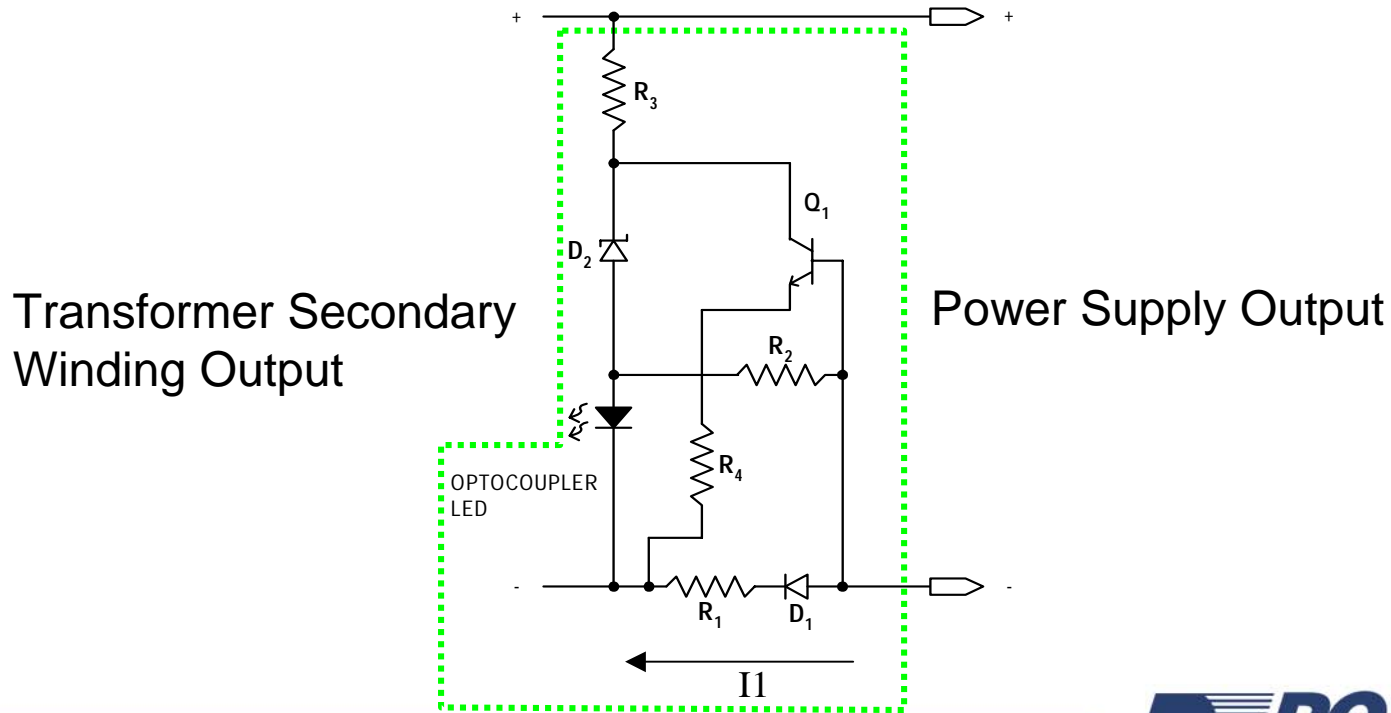 + +
R3
Q1
D2
Transformer Secondary
Winding Output
Power Supply Output
R2
R4
OPTOCOUPLER
LED
- -
R1 D1
I1